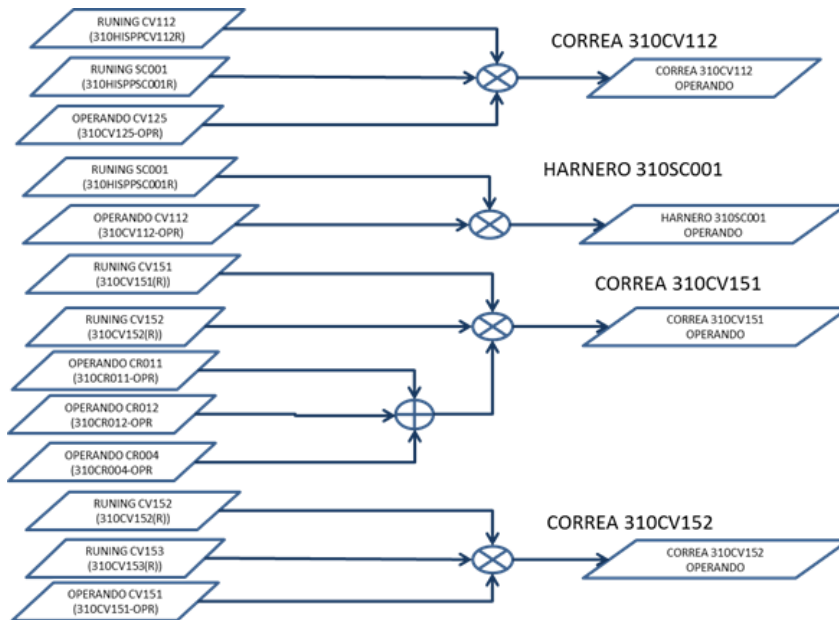 RUNING CV112
(310HISPPCV112R)
CORREA 310CV112
RUNING SC001
(310HISPPSC001R)
CORREA 310CV112
OPERANDO
OPERANDO CV125
(310CV125-OPR)
RUNING SC001
(310HISPPSC001R)
HARNERO 310SC001
OPERANDO CV112
(310CV112-OPR)
HARNERO 310SC001
OPERANDO
RUNING CV151
(310CV151(R))
CORREA 310CV151
RUNING CV152
(310CV152(R))
CORREA 310CV151
OPERANDO
OPERANDO CR011
(310CR011-OPR)
OPERANDO CR012
(310CR012-OPR
OPERANDO CR004
(310CR004-OPR
RUNING CV152
(310CV152(R))
CORREA 310CV152
RUNING CV153
(310CV153(R))
CORREA 310CV152
OPERANDO
OPERANDO CV151
(310CV151-OPR)